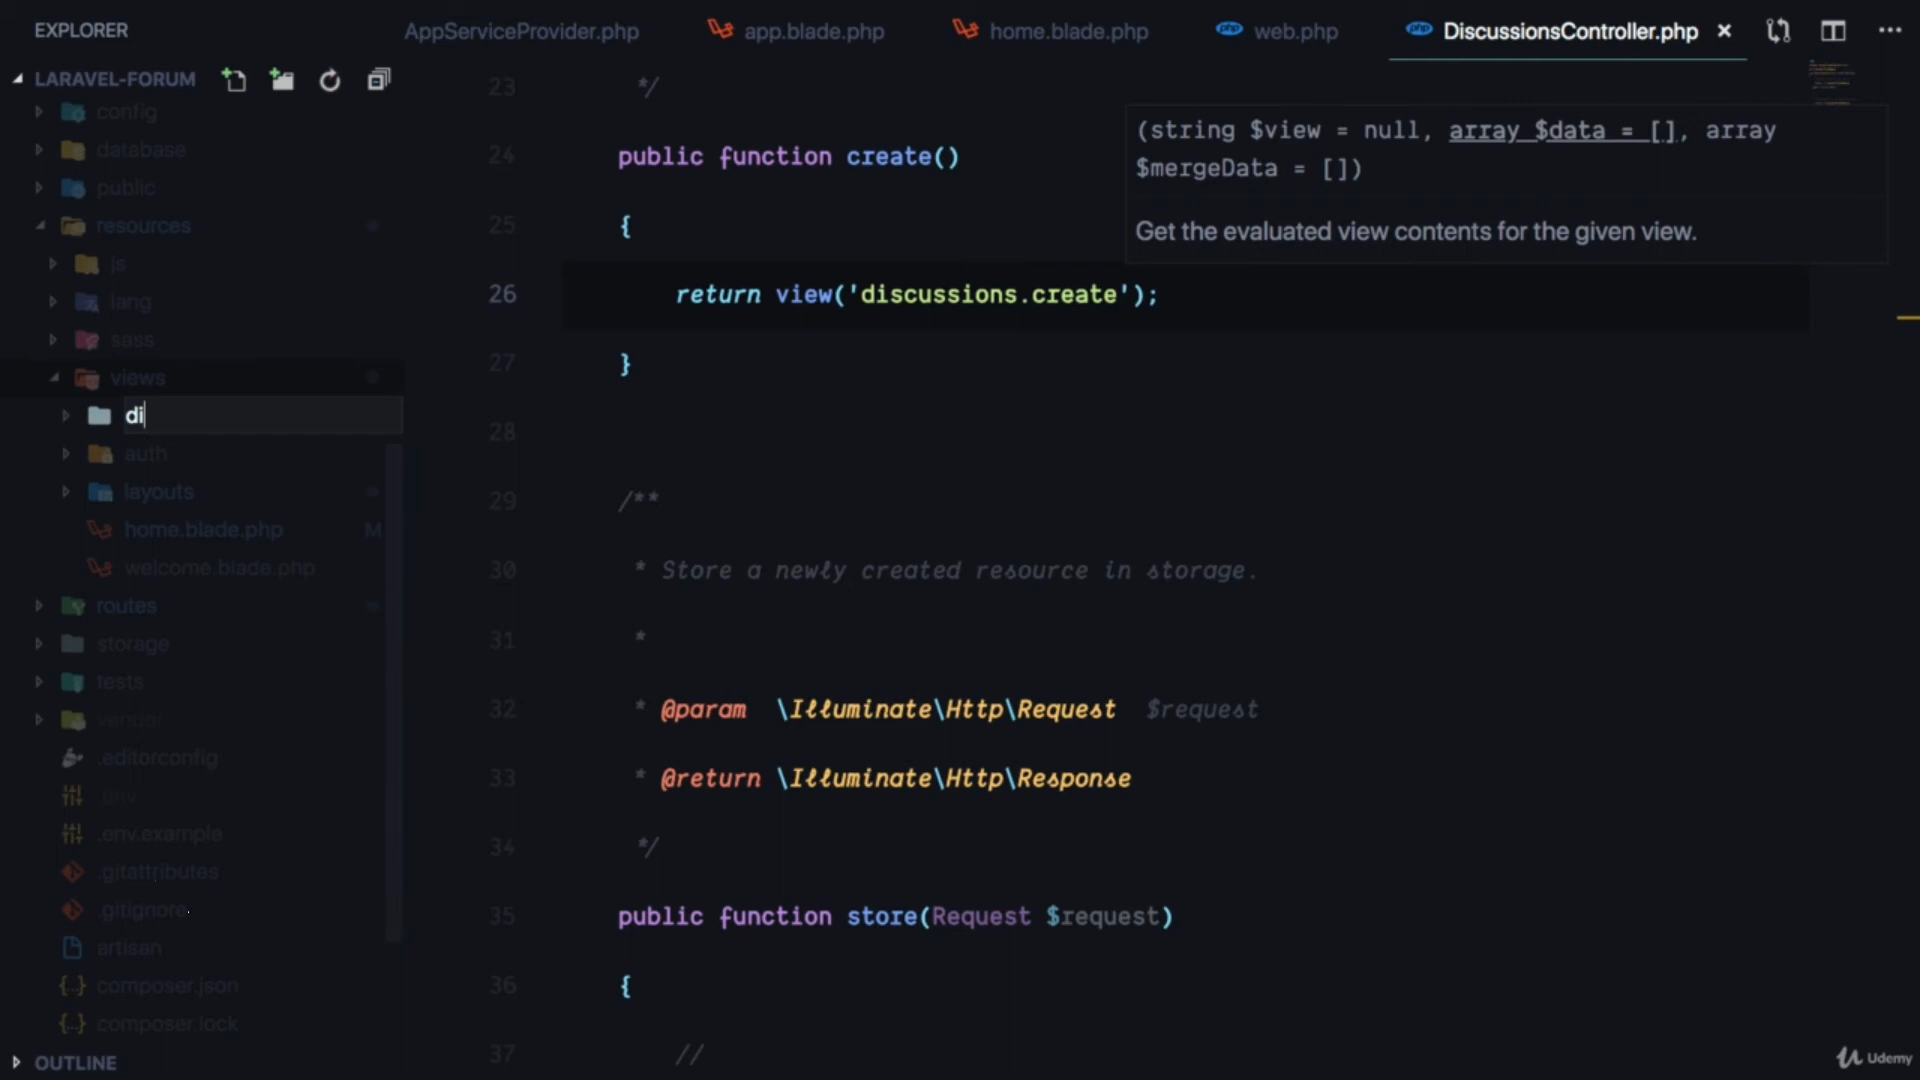 EXPLORER
LARAVEL-FORUM
config
database
public
resources
js
lang
sass
views
di
auth
layouts
home.blade.php M
welcome.blade.php
routes
storage
tests
vendor
.editorconfig
.env
.env.example
.gitattributes
.gitignore
artisan
composer.json
composer.lock
OUTLINE
AppServiceProvider.php app.blade.php home.blade.php php web.php php DiscussionsController.php ×
(string $view = null, array $data = [], array
$mergeData = [])
Get the evaluated view contents for the given view.
23 */
24 public function create()
25 {
26 return view('discussions.create');
27 }
28
29 /**
30 * Store a newly created resource in storage.
31 *
32 * @param \Illuminate\Http\Request $request
33 * @return \Illuminate\Http\Response
34 */
35 public function store(Request $request)
36 {
37 //
Udemy